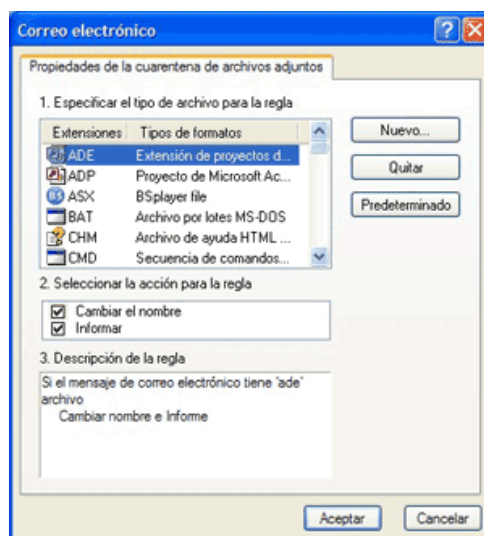 Correo electrónico
Propiedades de la cuarentena de archivos adjuntos
1. Especificar el tipo de archivo para la regla
Extensiones Tipos de formatos
ADE Extensión de proyectos d...
ADP Proyecto de Microsoft Ac...
ASX BSplayer file
BAT Archivo por lotes MS-DOS
CHM Archivo de ayuda HTML ...
CMD Secuencia de comandos...
Nuevo...
Quitar
Predeterminado
2. Seleccionar la acción para la regla
Cambiar el nombre
Informar
3. Descripción de la regla
Si el mensaje de correo electrónico tiene 'ade'
archivo
Cambiar nombre e Informe
Aceptar Cancelar